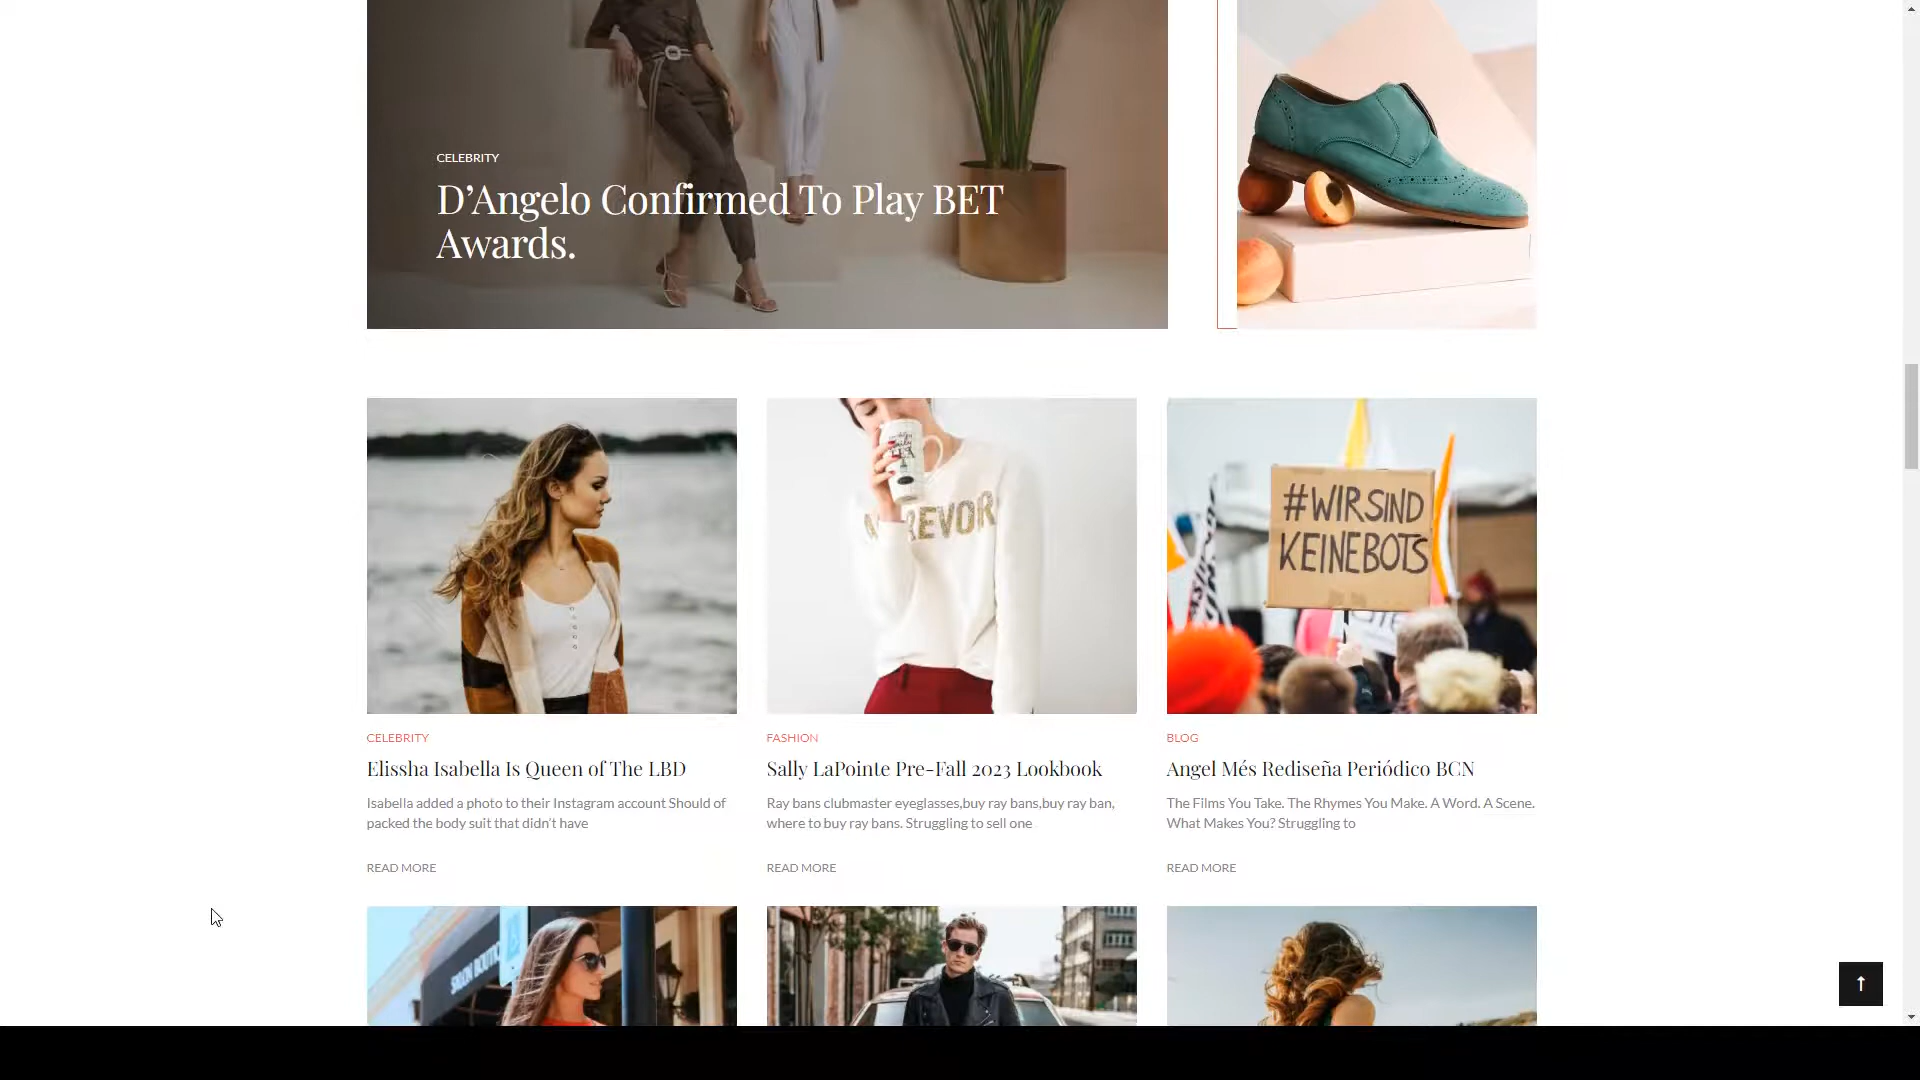 CELEBRITY
D’Angelo Confirmed To Play BET
Awards.
#WIRSIND
KEINEBOTS
CELEBRITY
Elissha Isabella Is Queen of The LBD
Isabella added a photo to their Instagram account Should of
packed the body suit that didn’t have
READ MORE
FASHION
Sally LaPointe Pre-Fall 2023 Lookbook
Ray bans clubmaster eyeglasses,buy ray bans,buy ray ban,
where to buy ray bans. Struggling to sell one
READ MORE
BLOG
Angel Més Rediseña Periódico BCN
The Films You Take. The Rhymes You Make. A Word. A Scene.
What Makes You? Struggling to
READ MORE